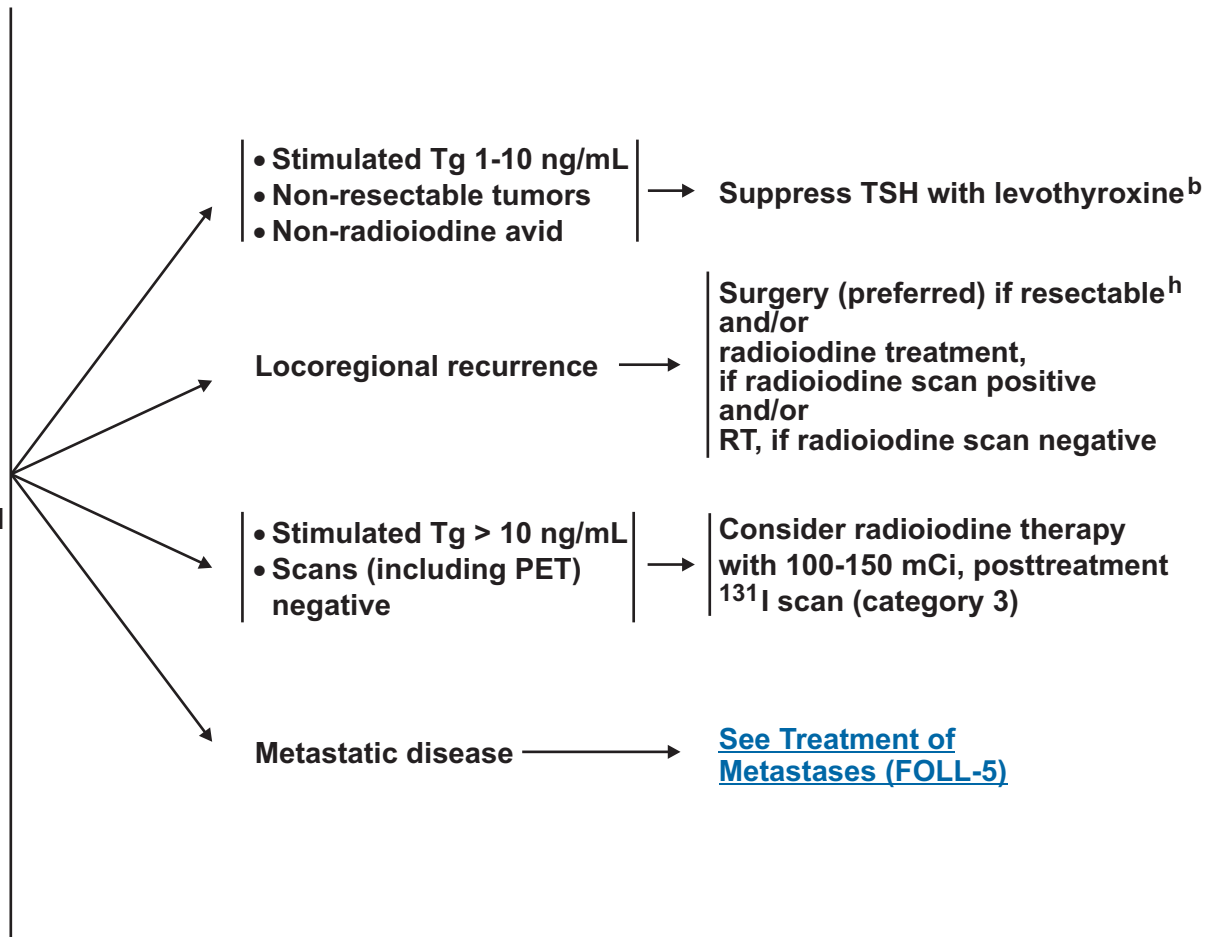 • Stimulated Tg 1-10 ng/mL
• Non-resectable tumors
• Non-radioiodine avid
Suppress TSH with levothyroxine b
Locoregional recurrence
Surgery (preferred) if resectable h
and/or
radioiodine treatment,
if radioiodine scan positive
and/or
RT, if radioiodine scan negative
• Stimulated Tg > 10 ng/mL
• Scans (including PET)
negative
Consider radioiodine therapy
with 100-150 mCi, posttreatment
131I scan (category 3)
Metastatic disease
See Treatment of
Metastases (FOLL-5)